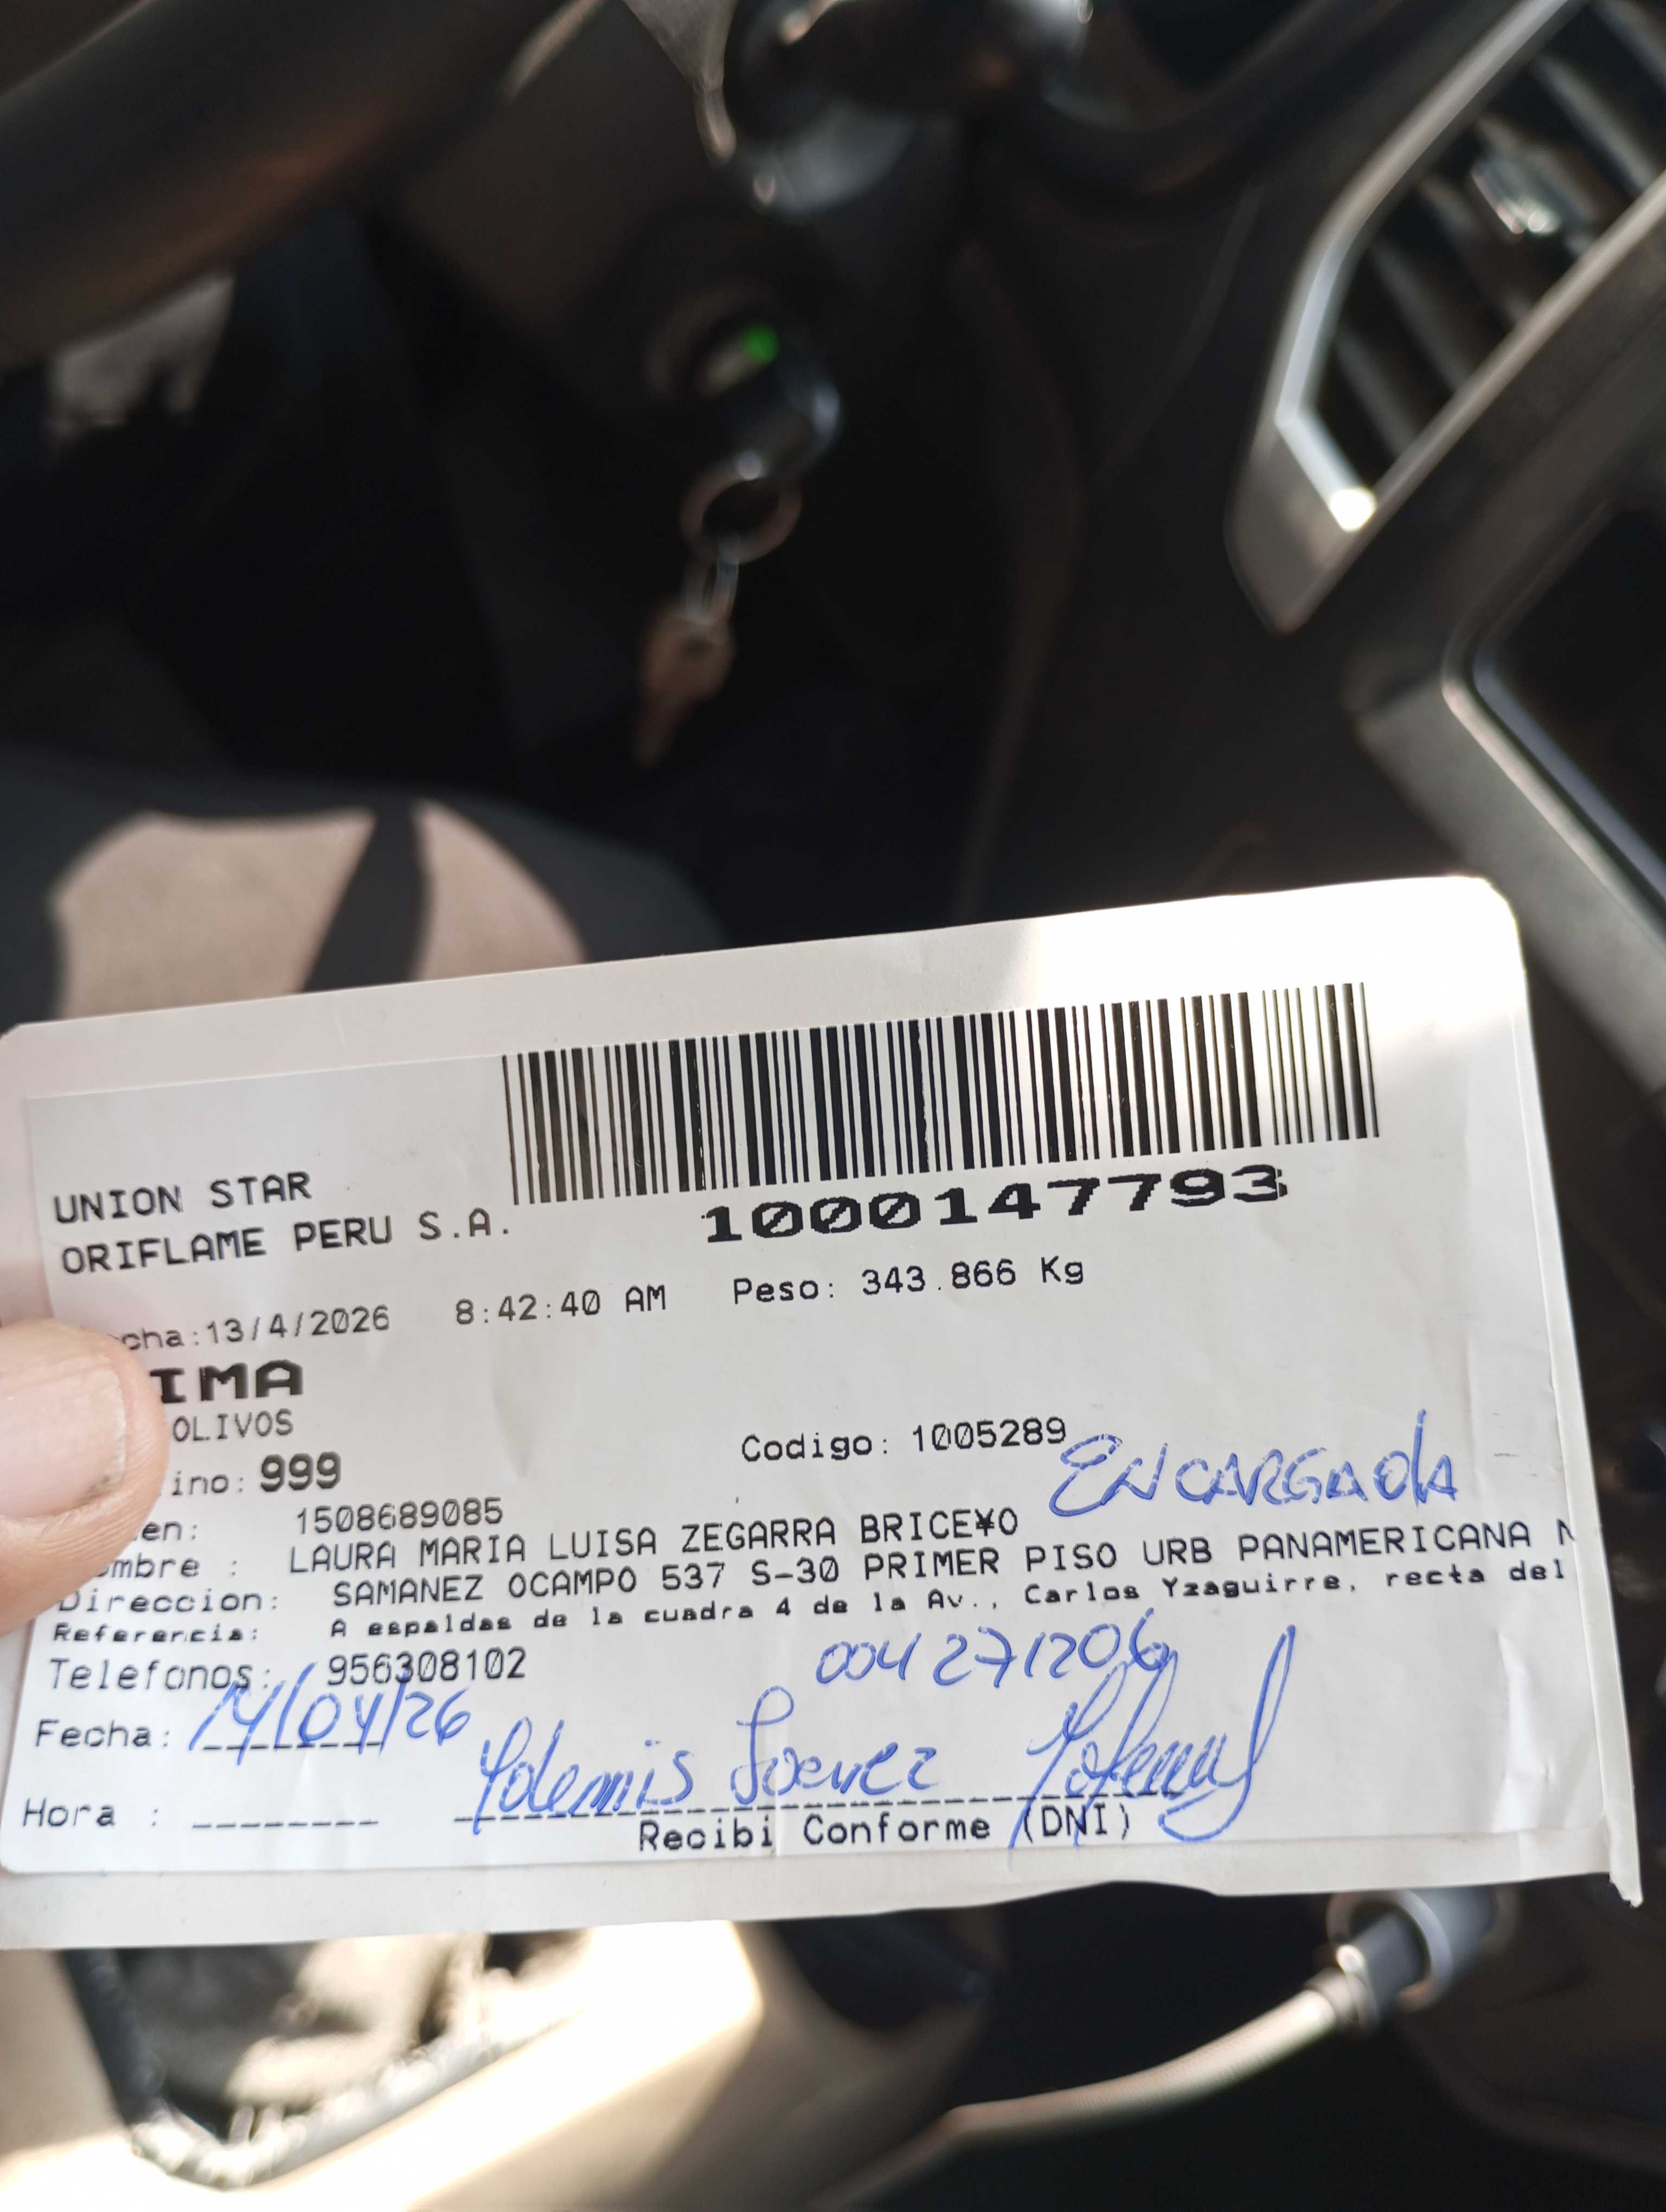 UNION STAR
ORIFLAME PERU S.A.
1000147793
cha:13/4/2026 8:42:40 AM Peso: 343.866 Kg
IMA
OLIVOS
Codigo: 1005289
ino: 999
ENCARGADA
en: 1508689085
ombre : LAURA MARIA LUISA ZEGARRA BRICE¥O
Direccion: SAMANEZ OCAMPO 537 S-30 PRIMER PISO URB PANAMERICANA N
Referencia: A espaldas de la cuadra 4 de la Av., Carlos Yzaguirre, recta del
Telefonos: 956308102
004271206
Fecha: 14/04/26
Hora :
Recibi Conforme (DNI)